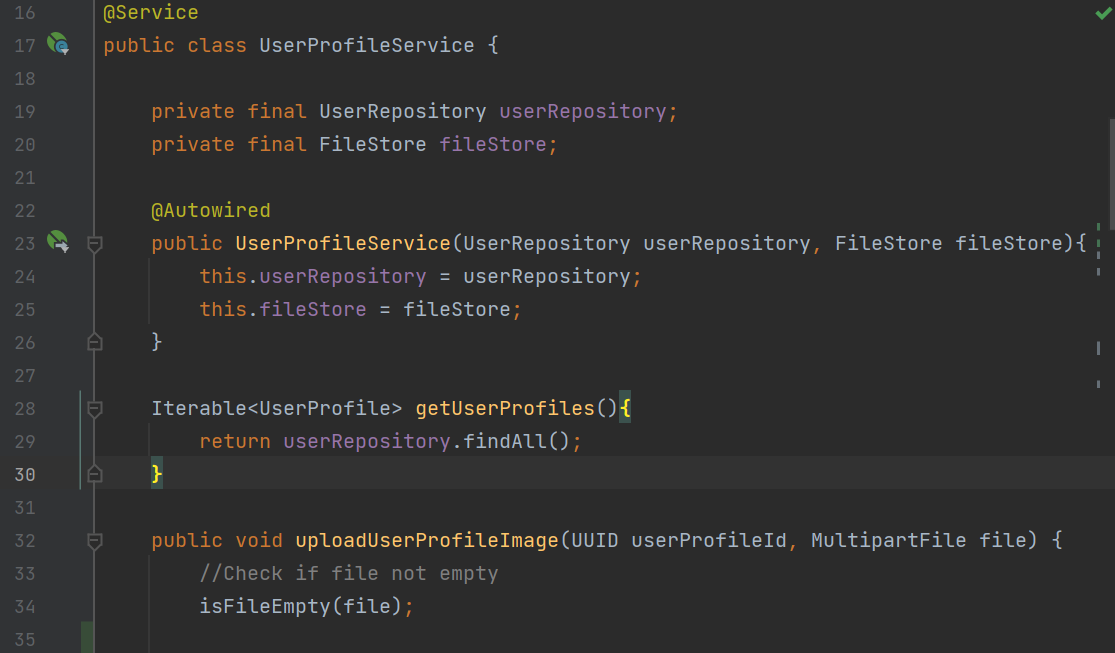 16 @Service
17 public class UserProfileService {
18
19 private final UserRepository userRepository;
20 private final FileStore fileStore;
21
22 @Autowired
23 public UserProfileService(UserRepository userRepository, FileStore fileStore){
24 this.userRepository = userRepository;
25 this.fileStore = fileStore;
26 }
27
28 Iterable<UserProfile> getUserProfiles(){
29 return userRepository.findAll();
30 }
31
32 public void uploadUserProfileImage(UUID userProfileId, MultipartFile file) {
33 //Check if file not empty
34 isFileEmpty(file);
35